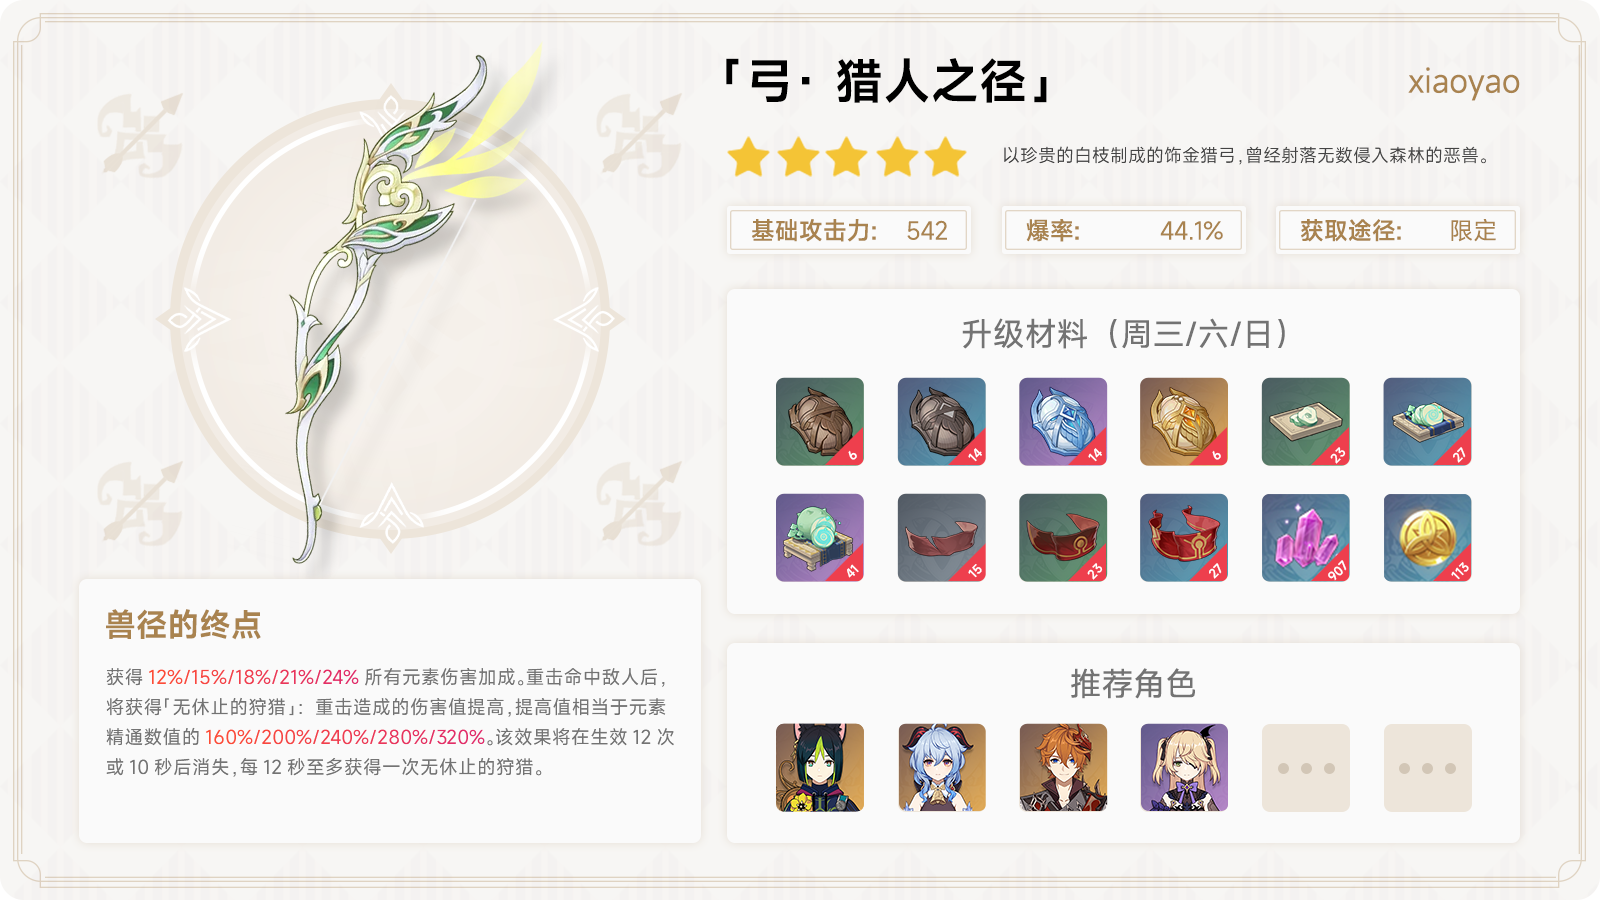 「弓· 猎人之径」
xiaoyao
以珍贵的白枝制成的饰金猎弓,曾经射落无数侵入森林的恶兽。
基础攻击力: 542
爆率: 44.1%
获取途径: 限定
升级材料（周三/六/日）
6 14 14 6 23 27
41 15 23 27 907 113
兽径的终点
获得 12%/15%/18%/21%/24% 所有元素伤害加成。重击命中敌人后,
将获得「无休止的狩猎」: 重击造成的伤害值提高,提高值相当于元素
精通数值的 160%/200%/240%/280%/320%。该效果将在生效 12 次
或 10 秒后消失,每 12 秒至多获得一次无休止的狩猎。
推荐角色